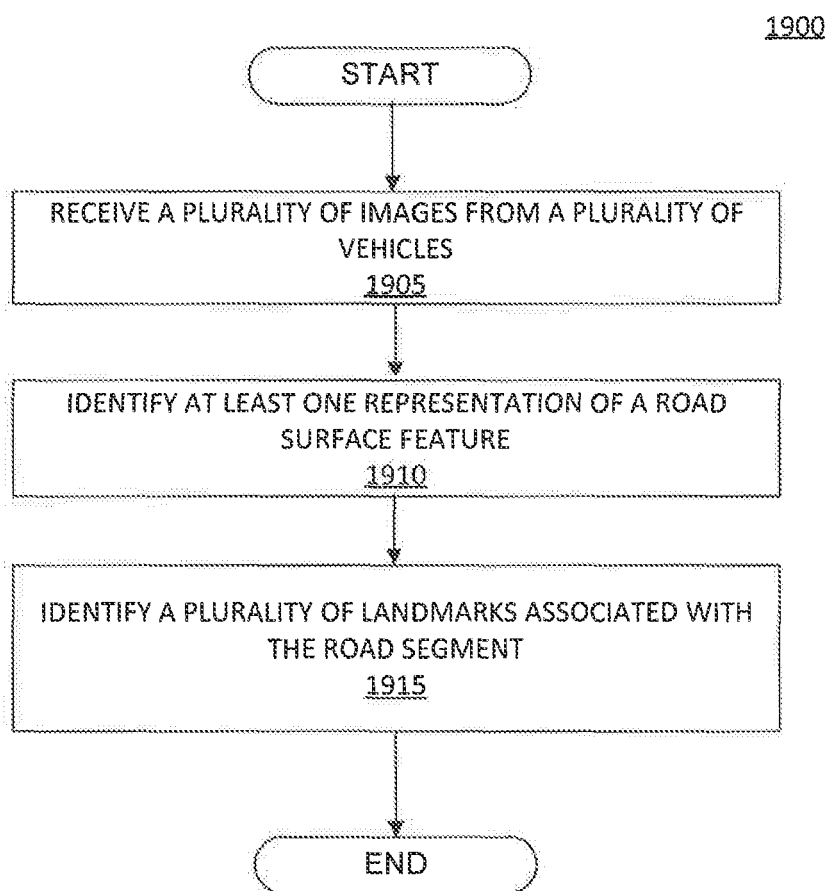 1900
START
RECEIVE A PLURALITY OF IMAGES FROM A PLURALITY OF
VEHICLES
1905
IDENTIFY AT LEAST ONE REPRESENTATION OF A ROAD
SURFACE FEATURE
1910
IDENTIFY A PLURALITY OF LANDMARKS ASSOCIATED WITH
THE ROAD SEGMENT
1915
END